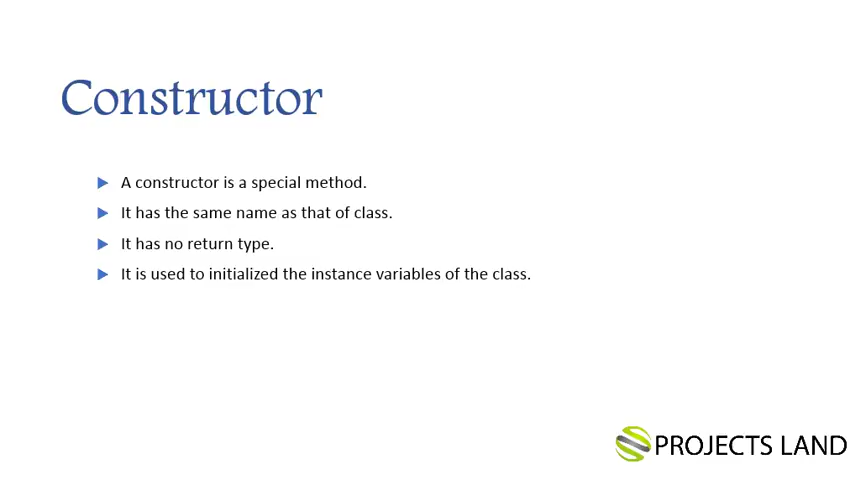 Constructor
A constructor is a special method.
It has the same name as that of class.
It has no return type.
It is used to initialized the instance variables of the class.
PROJECTS LAND